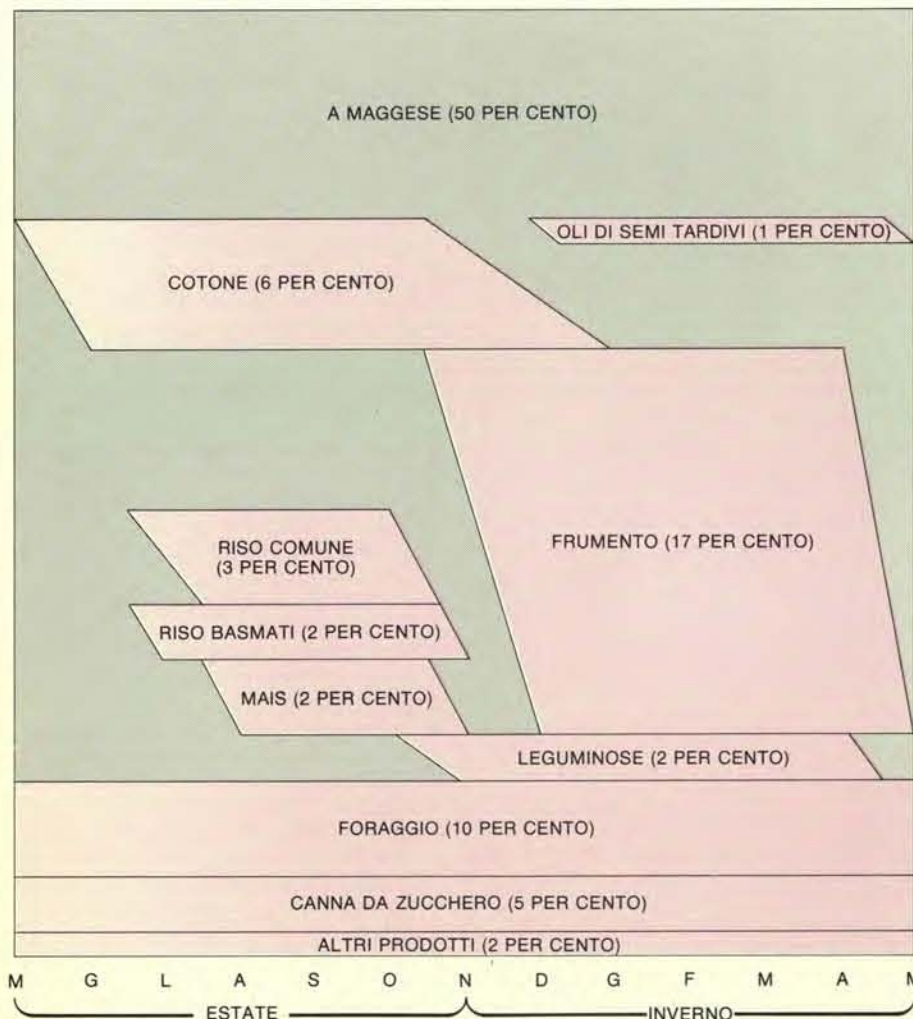 A MAGGESE (50 PER CENTO)
OLI DI SEMI TARDIVI (1 PER CENTO)
COTONE (6 PER CENTO)
FRUMENTO (17 PER CENTO)
RISO COMUNE
(3 PER CENTO)
RISO BASMATI (2 PER CENTO)
MAIS (2 PER CENTO)
LEGUMINOSE (2 PER CENTO)
FORAGGIO (10 PER CENTO)
CANNA DA ZUCCHERO (5 PER CENTO)
ALTRI PRODOTTI (2 PER CENTO)
M G L A S O N D G F M A M
ESTATE INVERNO